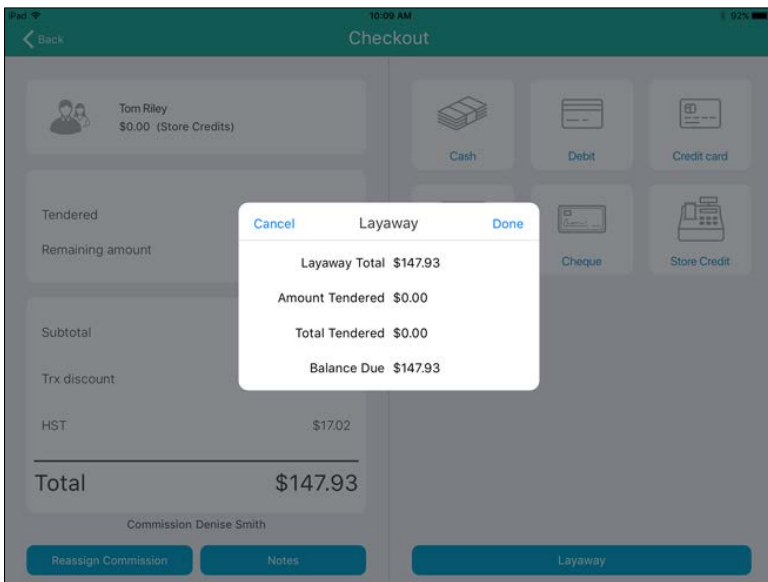 iPad 10:09 AM 92%
Back Checkout
Tom Riley
$0.00 (Store Credits)
Cash Debit Credit card
Tendered
Remaining amount
Cheque Store Credit
Cancel Layaway Done
Layaway Total $147.93
Amount Tendered $0.00
Total Tendered $0.00
Balance Due $147.93
Subtotal
Trx discount
HST $17.02
Total $147.93
Commission Denise Smith
Reassign Commission Notes Layaway